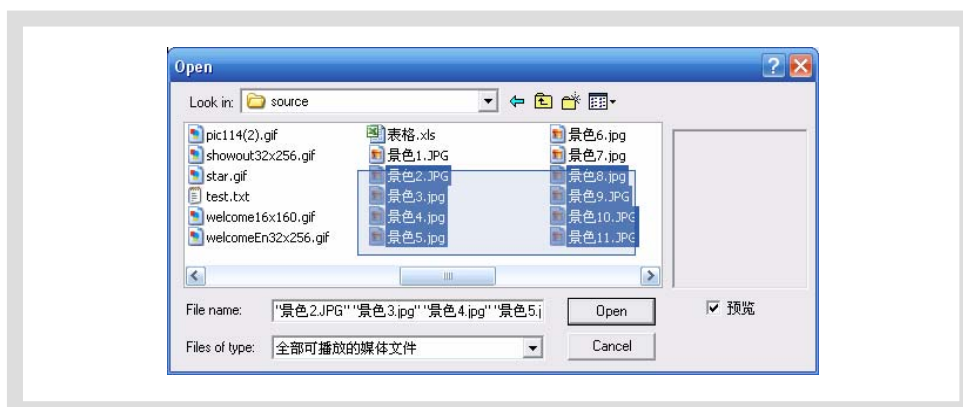 Open
Look in: source
pic114(2).gif
showout32x256.gif
star.gif
test.txt
welcome16x160.gif
welcomeEn32x256.gif
表格.xls
景色1.JPG
景色2.JPG
景色3.jpg
景色4.jpg
景色5.jpg
景色6.jpg
景色7.jpg
景色8.jpg
景色9.JPG
景色10.JPG
景色11.JPG
File name: "景色2.JPG" "景色3.jpg" "景色4.jpg" "景色5.j
Open
预览
Files of type: 全部可播放的媒体文件
Cancel